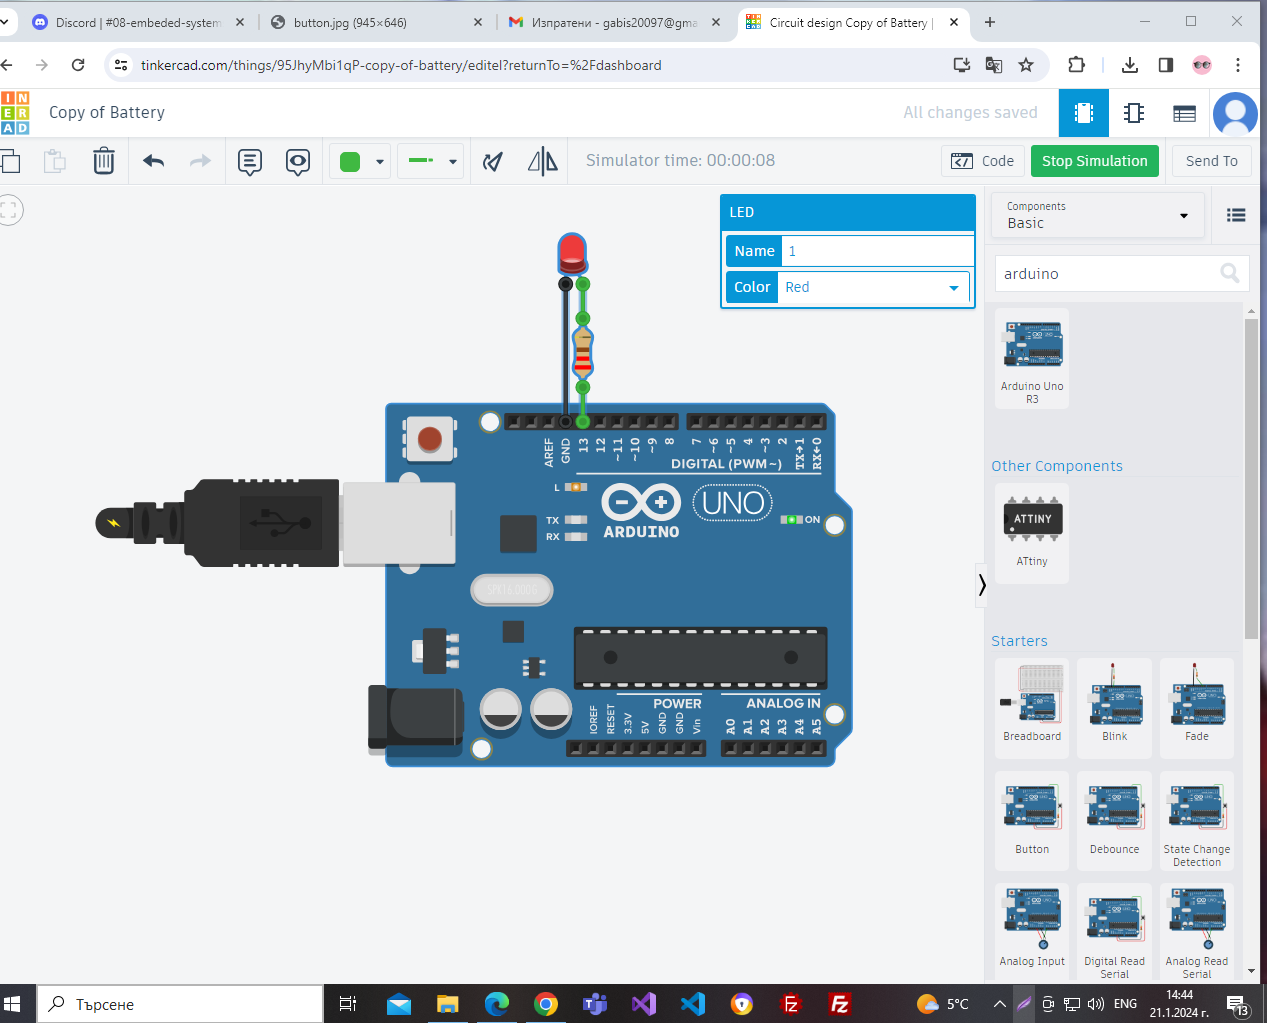 Discord | #08-embeded-system
button.jpg (945×646)
Изпратени - gabis20097@gma
Circuit design Copy of Battery |
tinkercad.com/things/95JhyMbi1qP-copy-of-battery/editel?returnTo=%2Fdashboard
IN
ER
AD
Copy of Battery
All changes saved
Simulator time: 00:00:08
Code
Stop Simulation
Send To
LED
Name 1
Color Red
Components
Basic
arduino
Arduino Uno
R3
Other Components
ATTINY
ATtiny
Starters
Breadboard
Blink
Fade
Button
Debounce
State Change
Detection
Analog Input
Digital Read
Serial
Analog Read
Serial
AREF
GND
13
12
~11
~10
~9
8
7
~6
~5
4
~3
2
TX→1
RX←0
DIGITAL (PWM~)
L
TX
RX
UNO
ARDUINO
ON
SPK16.000G
POWER
ANALOG IN
IOREF
RESET
3.3V
5V
GND
GND
Vin
A0
A1
A2
A3
A4
A5
Търсене
5°C
ENG
14:44
21.1.2024 г.
13